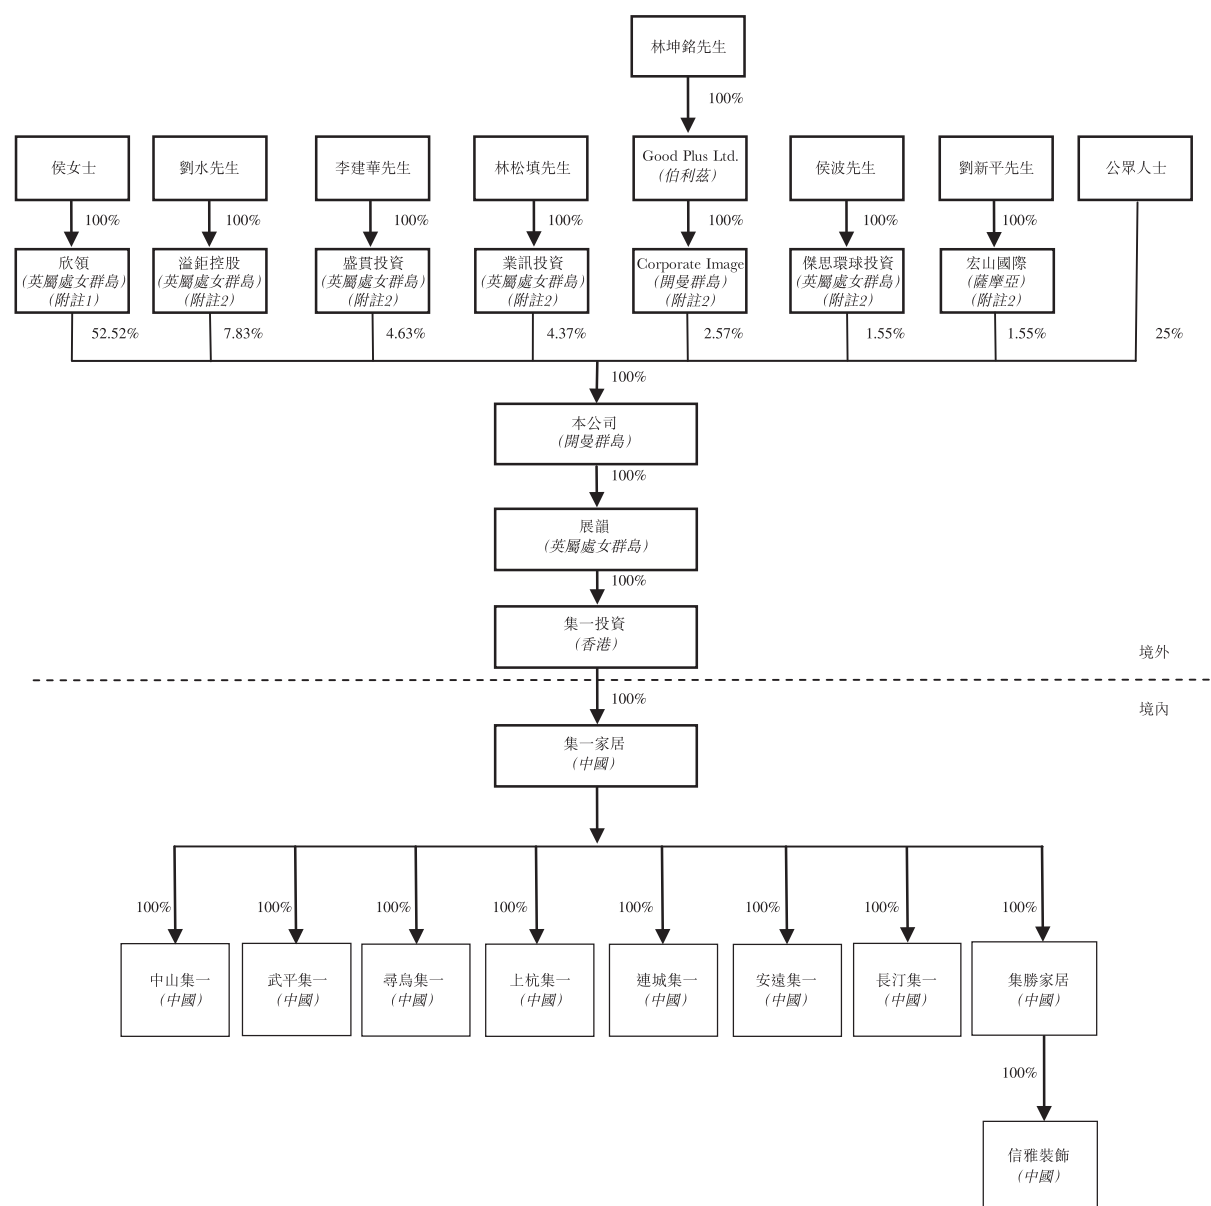 林坤銘先生
100%
侯女士
劉水先生
李建華先生
林松填先生
Good Plus Ltd.
(伯利茲)
侯波先生
劉新平先生
公眾人士
100%
100%
100%
100%
100%
100%
100%
欣領
(英屬處女群島)
(附註1)
溢鉅控股
(英屬處女群島)
(附註2)
盛貫投資
(英屬處女群島)
(附註2)
業訊投資
(英屬處女群島)
(附註2)
Corporate Image
(開曼群島)
(附註2)
傑思環球投資
(英屬處女群島)
(附註2)
宏山國際
(薩摩亞)
(附註2)
52.52%
7.83%
4.63%
4.37%
2.57%
1.55%
1.55%
25%
100%
本公司
(開曼群島)
100%
展韻
(英屬處女群島)
100%
集一投資
(香港)
境外
100%
境內
集一家居
(中國)
100%
100%
100%
100%
100%
100%
100%
100%
中山集一
(中國)
武平集一
(中國)
尋烏集一
(中國)
上杭集一
(中國)
連城集一
(中國)
安遠集一
(中國)
長汀集一
(中國)
集勝家居
(中國)
100%
信雅裝飾
(中國)